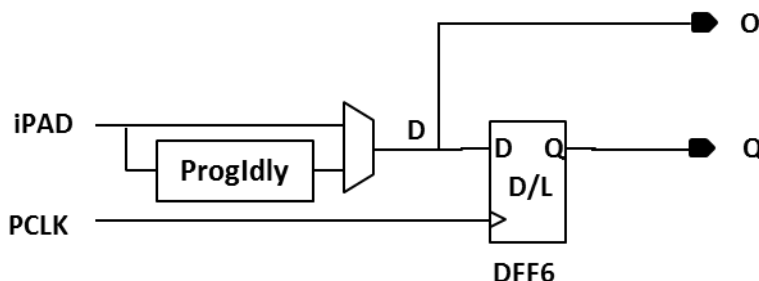 O
iPAD
D
D Q
Q
ProgIdly
D/L
PCLK
DFF6